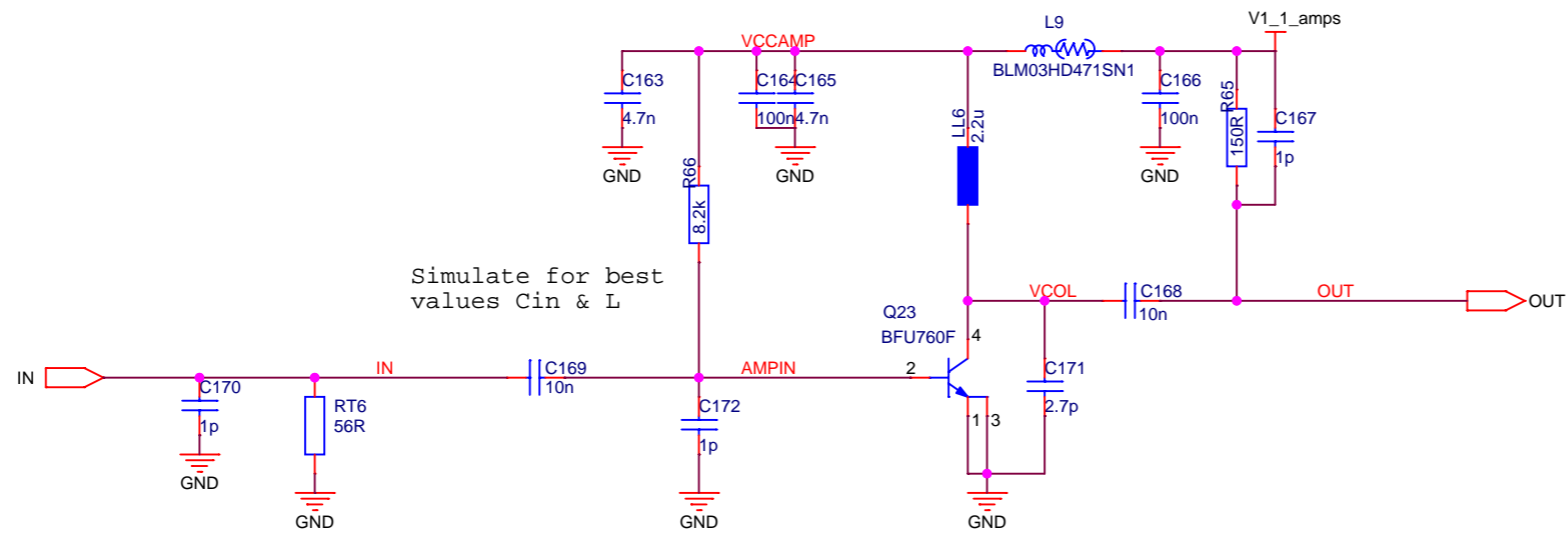 V1_1_amps
L9
VCCAMP
BLM03HD471SN1
C163
4.7n
C164
100n
C165
4.7n
C166
100n
R65
150R
C167
1p
LL6
2.2u
GND
GND
GND
R66
8.2k
Simulate for best
values Cin & L
VCOL
C168
10n
OUT
OUT
Q23
BFU760F
4
2
1
3
C171
2.7p
IN
IN
C169
10n
AMPIN
C170
1p
RT6
56R
C172
1p
GND
GND
GND
GND